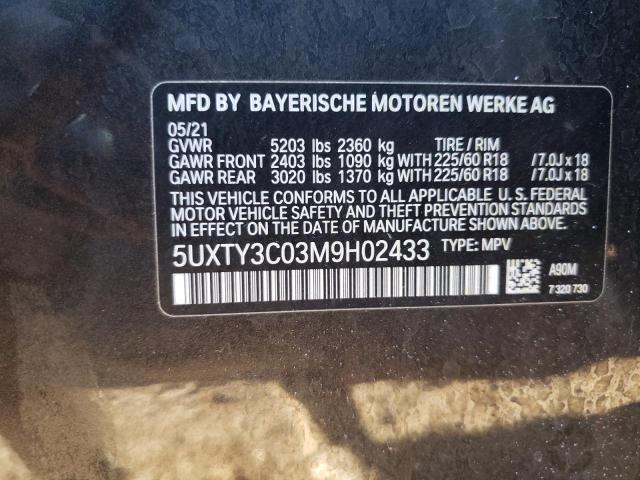 MFD BY BAYERISCHE MOTOREN WERKE AG
05/21
GVWR 5203 lbs 2360 kg TIRE / RIM
GAWR FRONT 2403 lbs 1090 kg WITH 225/60 R18 / 7.0J x 18
GAWR REAR 3020 lbs 1370 kg WITH 225/60 R18 / 7.0J x 18
THIS VEHICLE CONFORMS TO ALL APPLICABLE U.S. FEDERAL
MOTOR VEHICLE SAFETY AND THEFT PREVENTION STANDARDS
IN EFFECT ON THE DATE OF MANUFACTURE SHOWN ABOVE.
5UXTY3C03M9H02433 TYPE: MPV
A90M
7 320 730